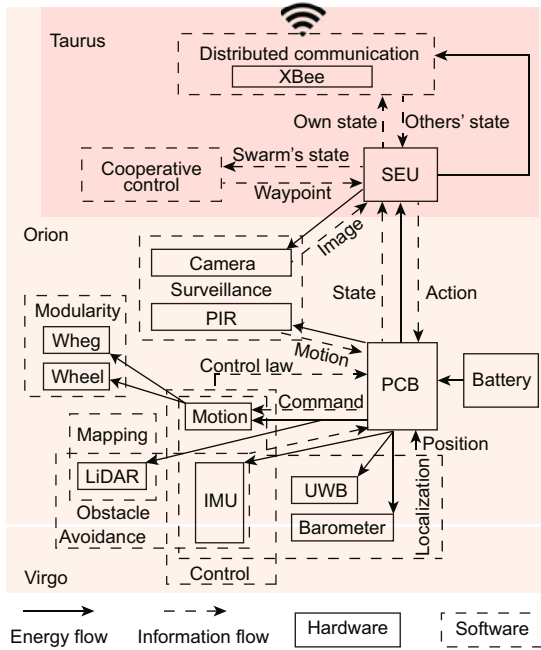 Taurus
Distributed communication
XBee
Own state
Others' state
Swarm's state
Cooperative
control
SEU
Waypoint
Image
Orion
Camera
Surveillance
PIR
State
Action
Modularity
Wheg
Wheel
Motion
Control law
PCB
Battery
Command
Motion
Mapping
Position
LiDAR
IMU
UWB
Localization
Obstacle
Avoidance
Barometer
Virgo
Control
Energy flow
Information flow
Hardware
Software